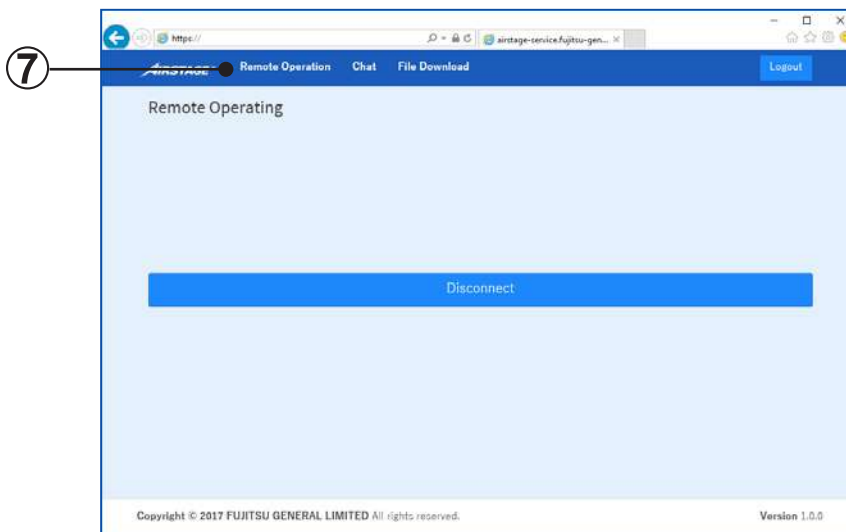 https://
airstage-service.fujitsu-gen...
⑦
AIRSTAGE Remote Operation Chat File Download Logout
Remote Operating
Disconnect
Copyright © 2017 FUJITSU GENERAL LIMITED All rights reserved. Version 1.0.0